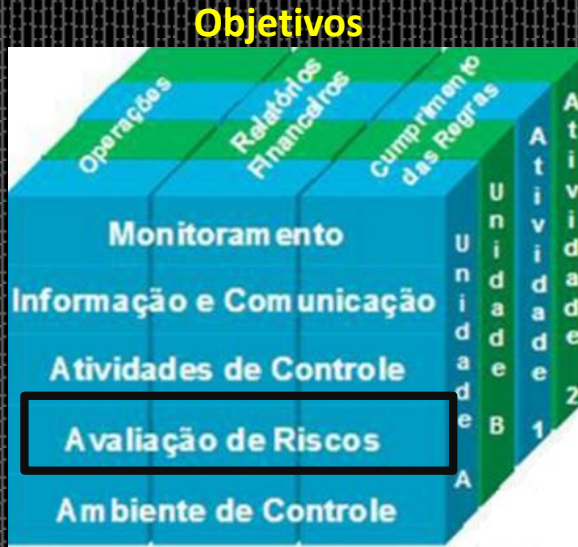 Objetivos
Operações
Relatórios
Financeiros
Cumprimento
das Regras
Monitoramento
Informação e Comunicação
Atividades de Controle
Avaliação de Riscos
Ambiente de Controle
Unidade A
Unidade B
Atividade 1
Atividade 2